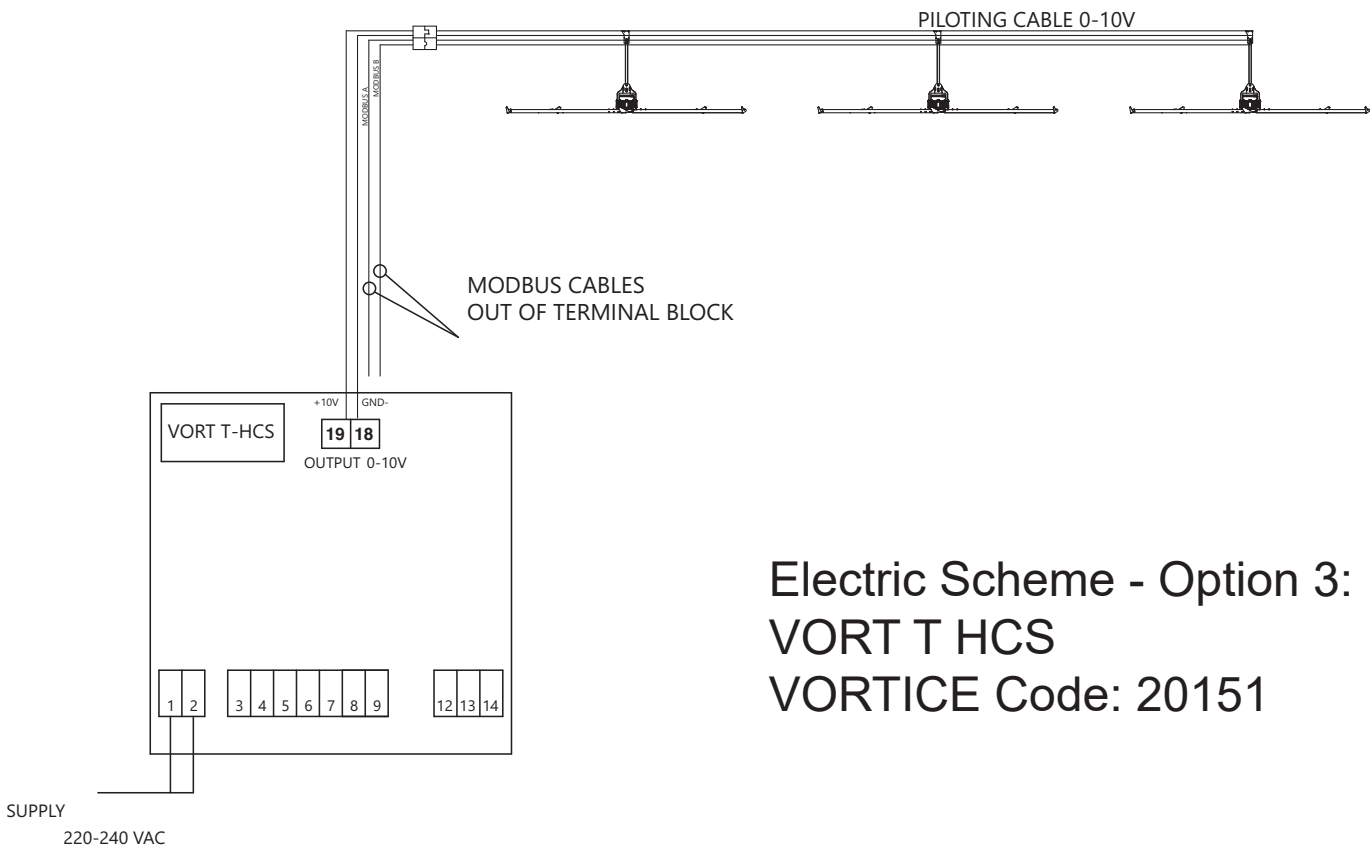 PILOTING CABLE 0-10V
MODBUS A
MODBUS B
MODBUS CABLES
OUT OF TERMINAL BLOCK
+10V GND-
VORT T-HCS
19 18
OUTPUT 0-10V
Electric Scheme - Option 3:
VORT T HCS
VORTICE Code: 20151
1 2 3 4 5 6 7 8 9 12 13 14
SUPPLY
220-240 VAC